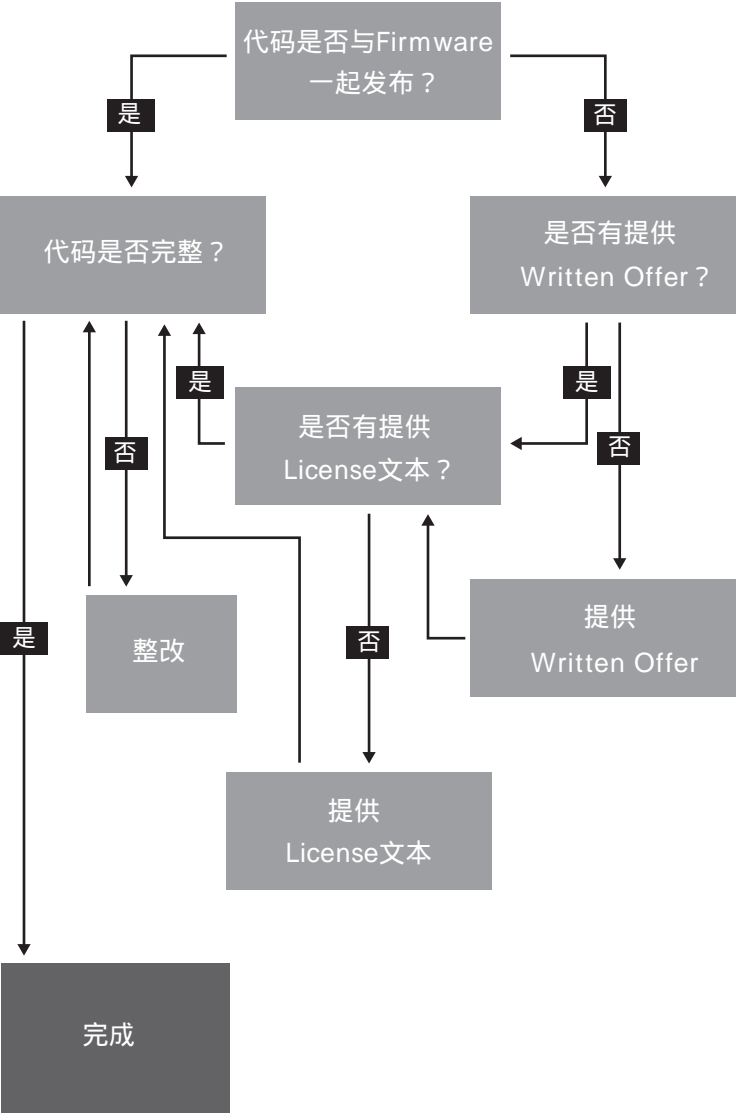 代码是否与Firmware
一起发布？
是
否
代码是否完整？
是否有提供
Written Offer？
是
是
是否有提供
License文本？
否
否
提供
Written Offer
是
整改
否
提供
License文本
完成